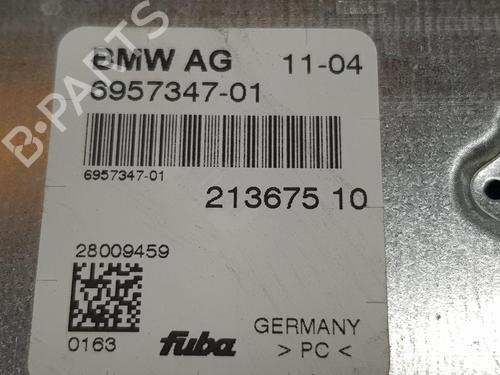 BMW AG 11-04
6957347-01
6957347-01
213675 10
28009459
0163 fuba GERMANY
> PC <
B-PARTS